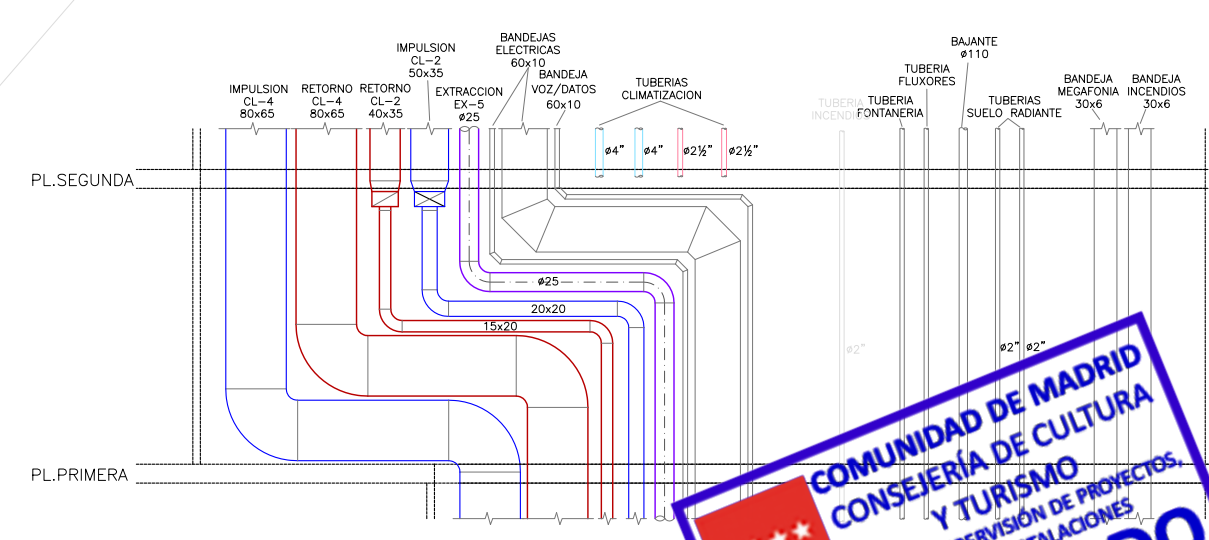 BANDEJAS
ELECTRICAS
60x10
BAJANTE
ø110
IMPULSION
CL-2
50x35
TUBERIA
FLUXORES
BANDEJA
VOZ/DATOS
60x10
TUBERIAS
CLIMATIZACION
BANDEJA
MEGAFONIA
30x6
BANDEJA
INCENDIOS
30x6
IMPULSION
CL-4
80x65
RETORNO
CL-4
80x65
RETORNO
CL-2
40x35
EXTRACCION
EX-5
ø25
TUBERIA
INCENDIOS
TUBERIA
FONTANERIA
TUBERIAS
SUELO RADIANTE
ø4"
ø4"
ø2½"
ø2½"
PL.SEGUNDA
ø25
20x20
15x20
ø2"
ø2"
ø2"
PL.PRIMERA
COMUNIDAD DE MADRID
CONSEJERÍA DE CULTURA
Y TURISMO
PROYECTOS,